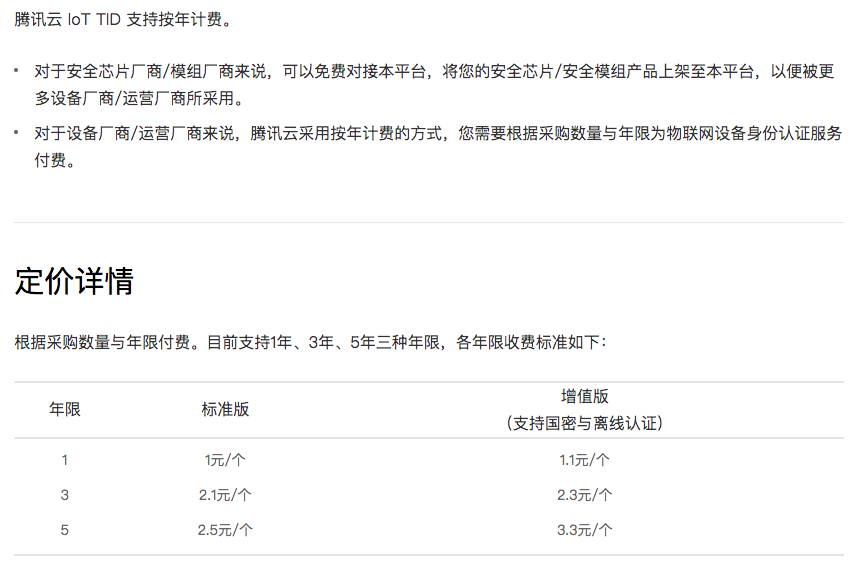 腾讯云 IoT TID 支持按年计费。
对于安全芯片厂商/模组厂商来说，可以免费对接本平台，将您的安全芯片/安全模组产品上架至本平台，以便被更
多设备厂商/运营厂商所采用。
对于设备厂商/运营厂商来说，腾讯云采用按年计费的方式，您需要根据采购数量与年限为物联网设备身份认证服务
付费。
定价详情
根据采购数量与年限付费。目前支持1年、3年、5年三种年限，各年限收费标准如下：
年限 标准版 增值版
（支持国密与离线认证）
1 1元/个 1.1元/个
3 2.1元/个 2.3元/个
5 2.5元/个 3.3元/个